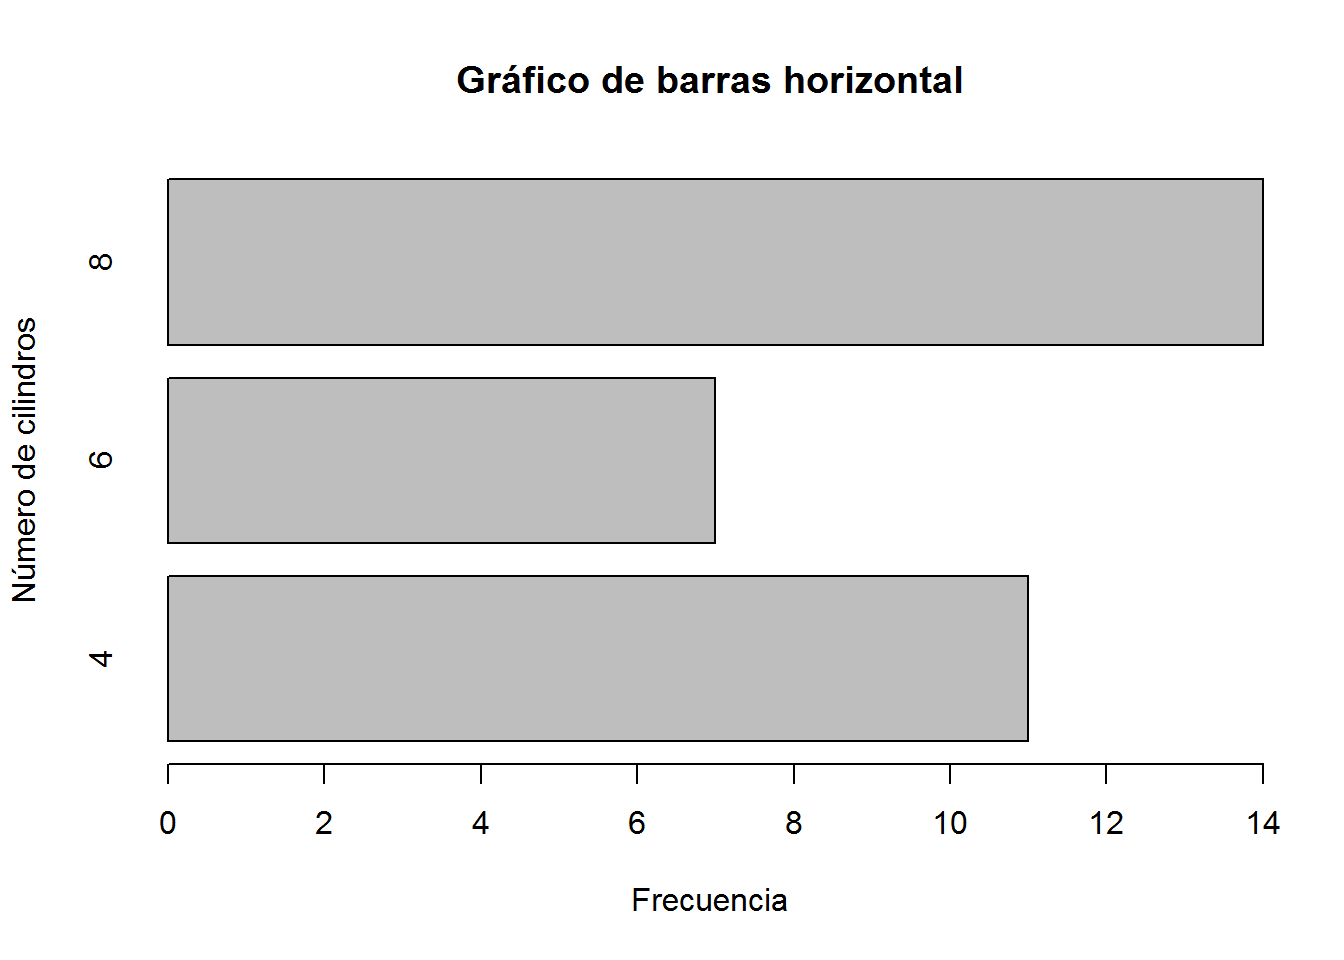 Gráfico de barras horizontal
Número de cilindros
8
6
4
0 2 4 6 8 10 12 14
Frecuencia